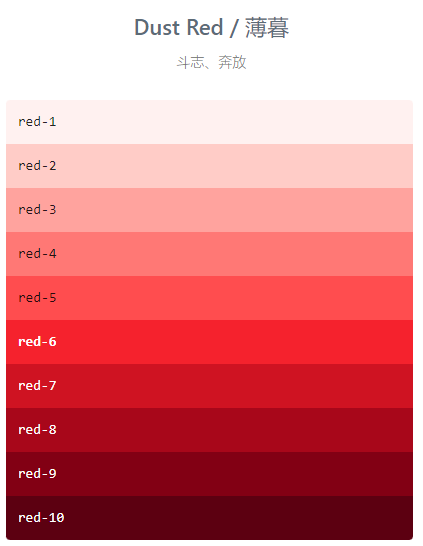 Dust Red / 薄暮
斗志、奔放
red-1
red-2
red-3
red-4
red-5
red-6
red-7
red-8
red-9
red-10